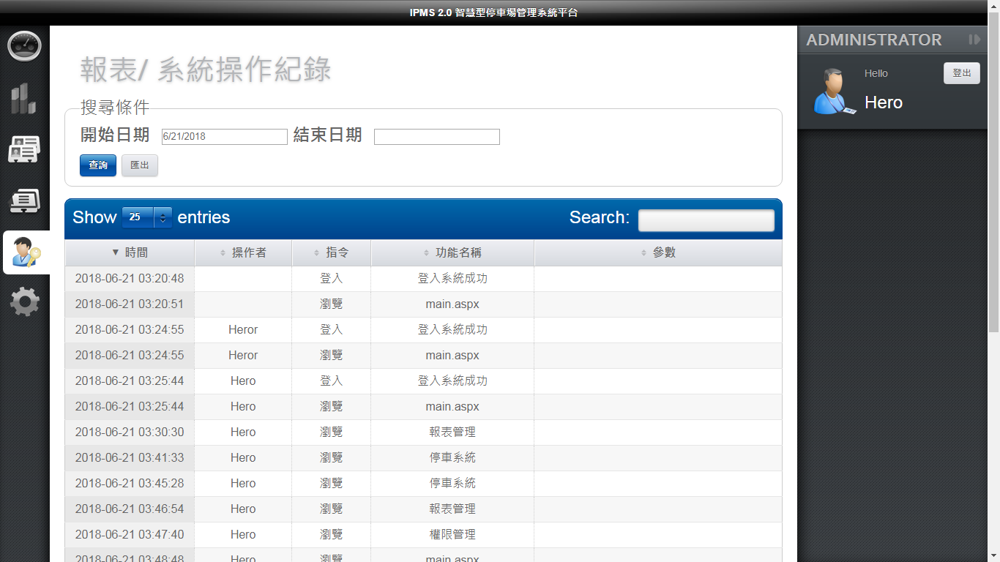 IPMS 2.0 智慧型停車場管理系統平台
ADMINISTRATOR
Hello
登出
Hero
報表/ 系統操作紀錄
搜尋條件
開始日期 6/21/2018 結束日期
查詢 匯出
Show 25 entries Search:
▼ 時間 操作者 指令 功能名稱 參數
2018-06-21 03:20:48 登入 登入系統成功
2018-06-21 03:20:51 瀏覽 main.aspx
2018-06-21 03:24:55 Heror 登入 登入系統成功
2018-06-21 03:24:55 Heror 瀏覽 main.aspx
2018-06-21 03:25:44 Hero 登入 登入系統成功
2018-06-21 03:25:44 Hero 瀏覽 main.aspx
2018-06-21 03:30:30 Hero 瀏覽 報表管理
2018-06-21 03:41:33 Hero 瀏覽 停車系統
2018-06-21 03:45:28 Hero 瀏覽 停車系統
2018-06-21 03:46:54 Hero 瀏覽 報表管理
2018-06-21 03:47:40 Hero 瀏覽 權限管理
2018-06-21 03:48:48 Hero 瀏覽 main.aspx